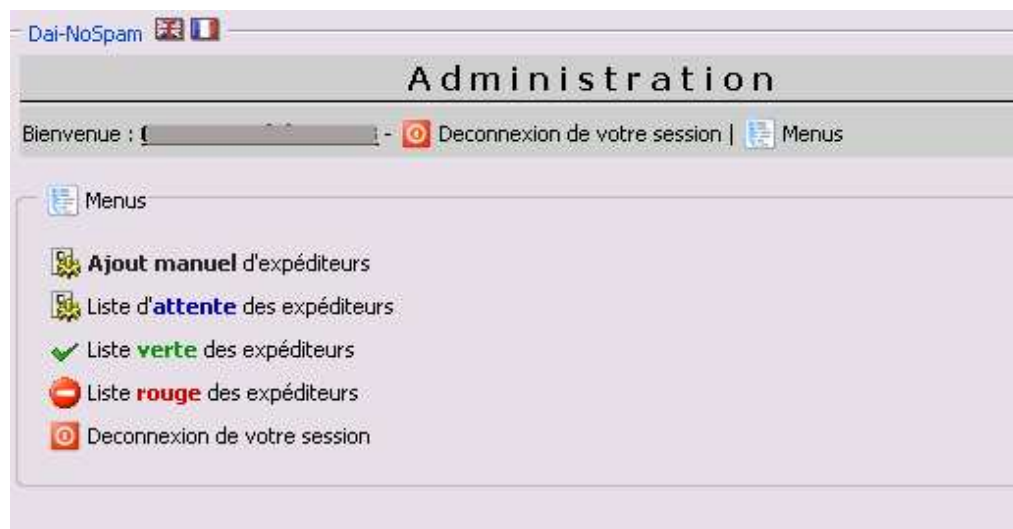 Dai-NoSpam
Administration
Bienvenue : - Deconnexion de votre session | Menus
Menus
Ajout manuel d'expéditeurs
Liste d'attente des expéditeurs
Liste verte des expéditeurs
Liste rouge des expéditeurs
Deconnexion de votre session